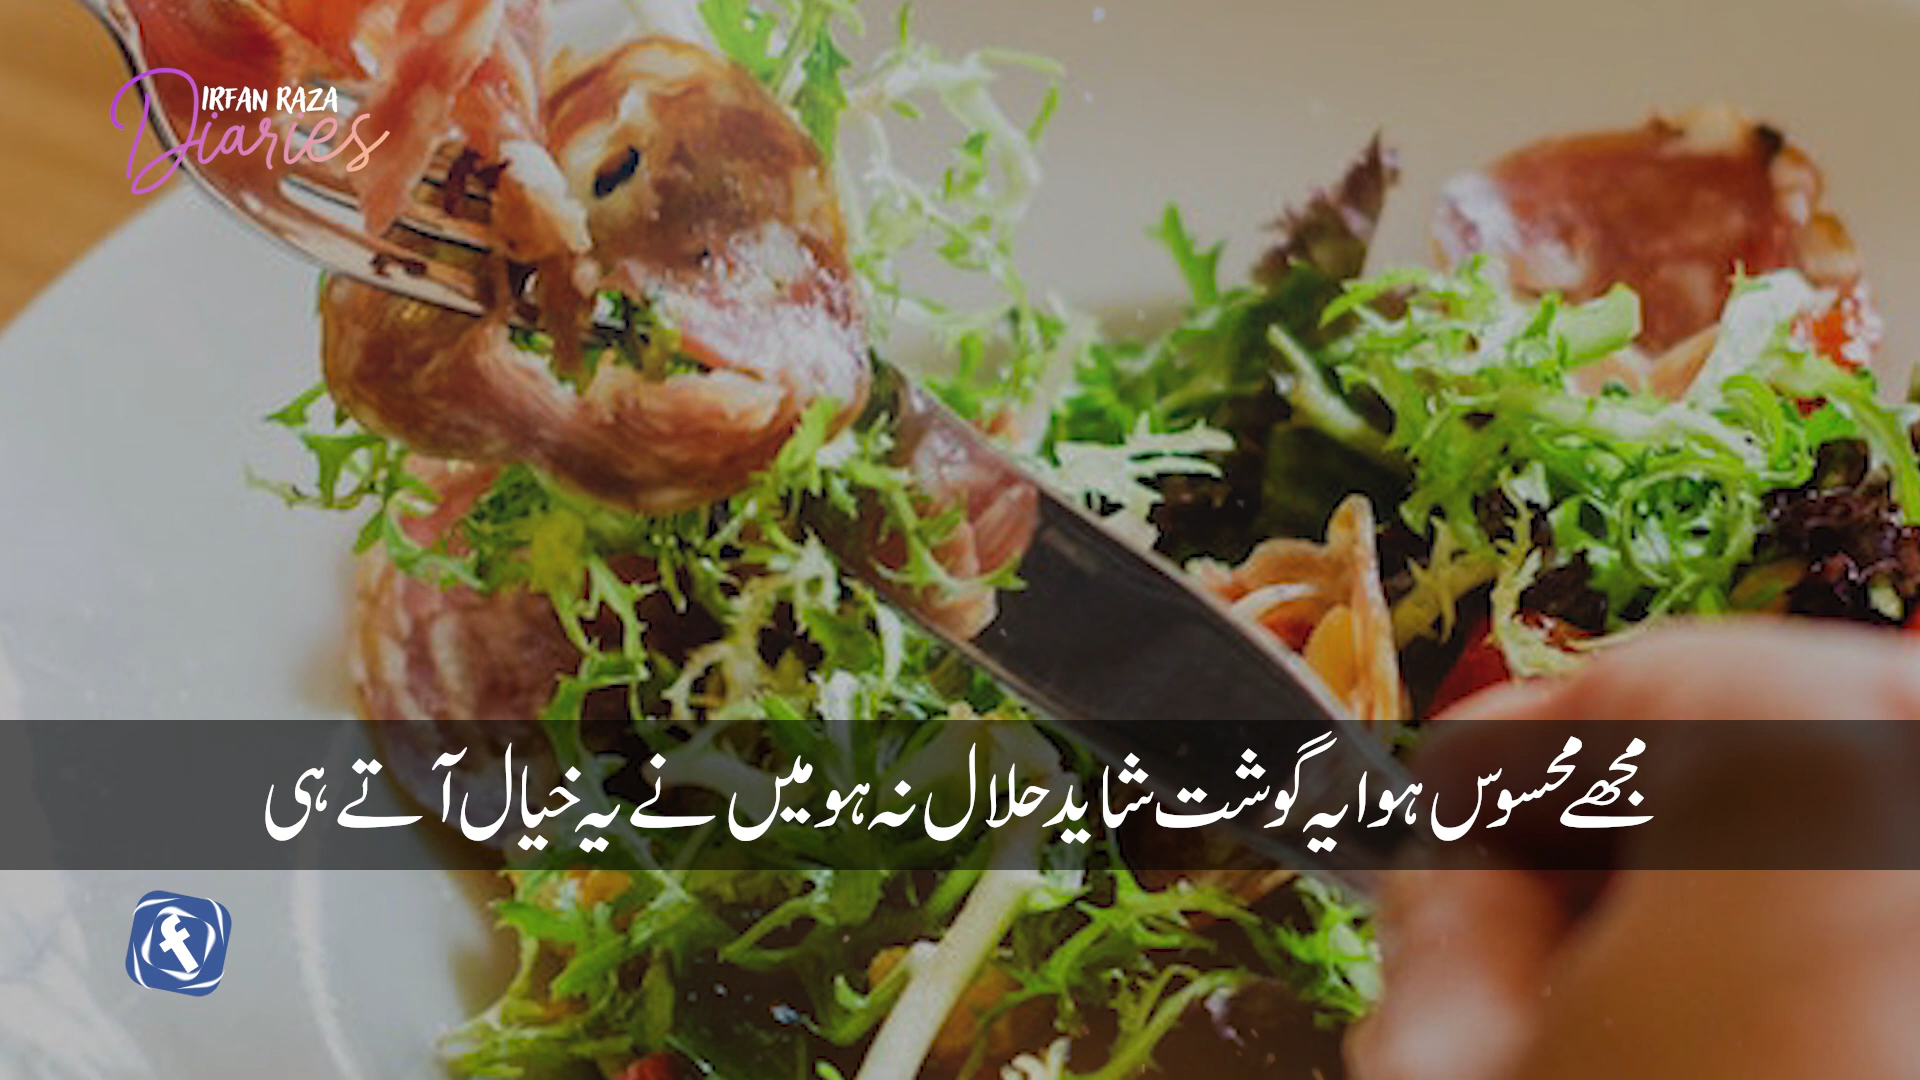 IRFAN RAZA
Diaries
مجھے محسوس ہوا یہ گوشت شاید حلال نہ ہو میں نے یہ خیال آتے ہی
f